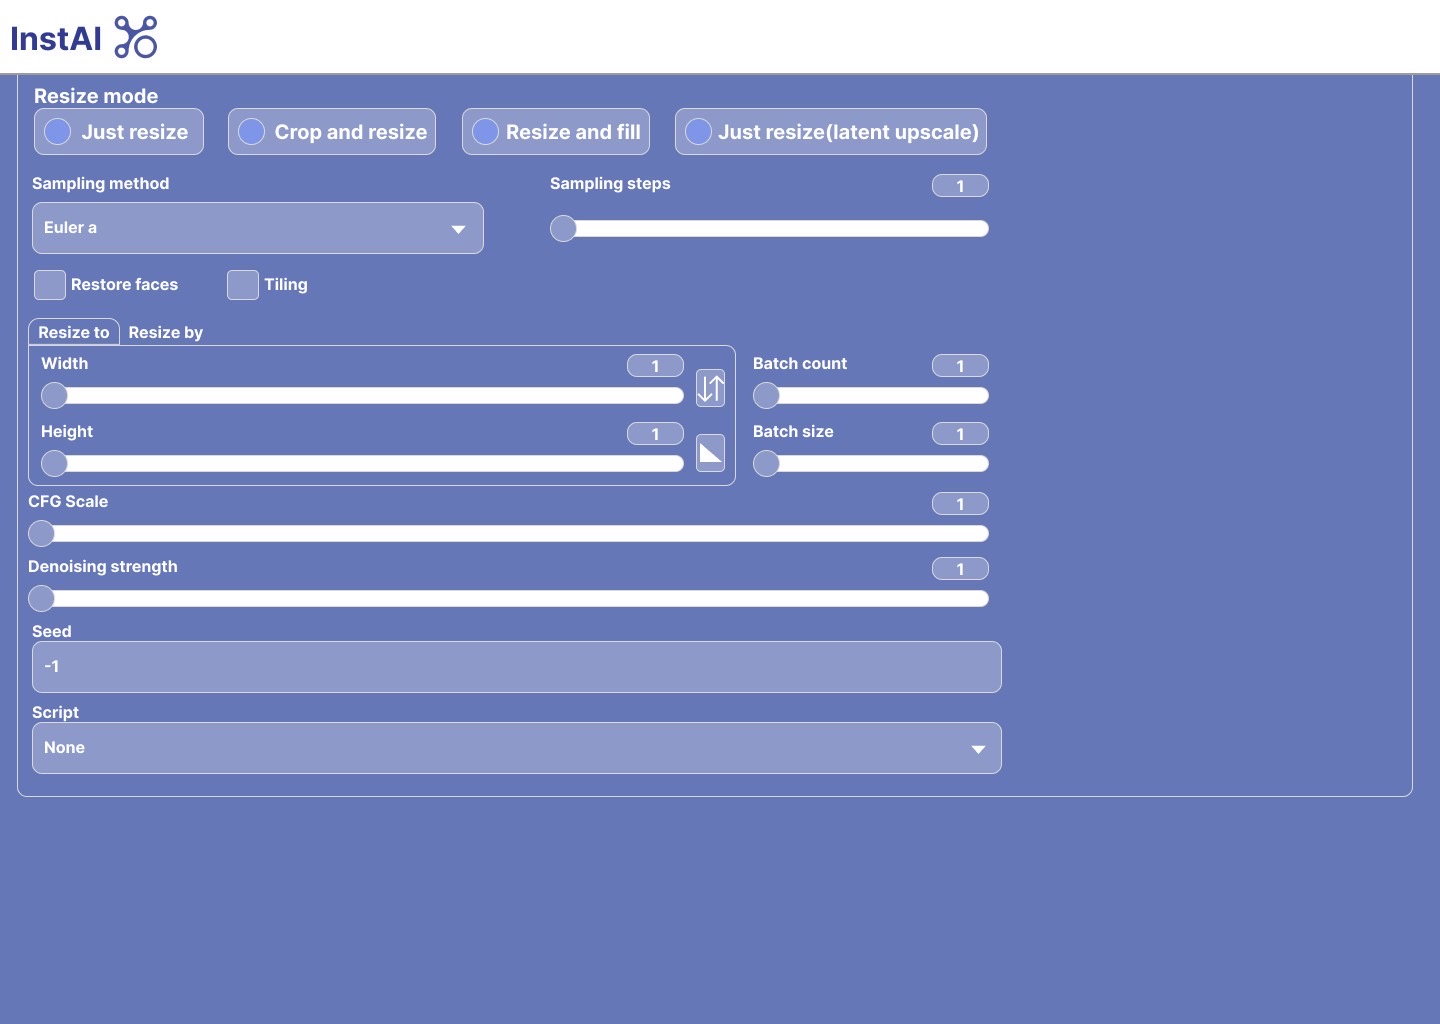 InstAI
Resize mode
Just resize
Crop and resize
Resize and fill
Just resize(latent upscale)
Sampling method
Sampling steps
1
Euler a
Restore faces
Tiling
Resize to
Resize by
Width
1
Batch count
1
Height
1
Batch size
1
CFG Scale
1
Denoising strength
1
Seed
-1
Script
None